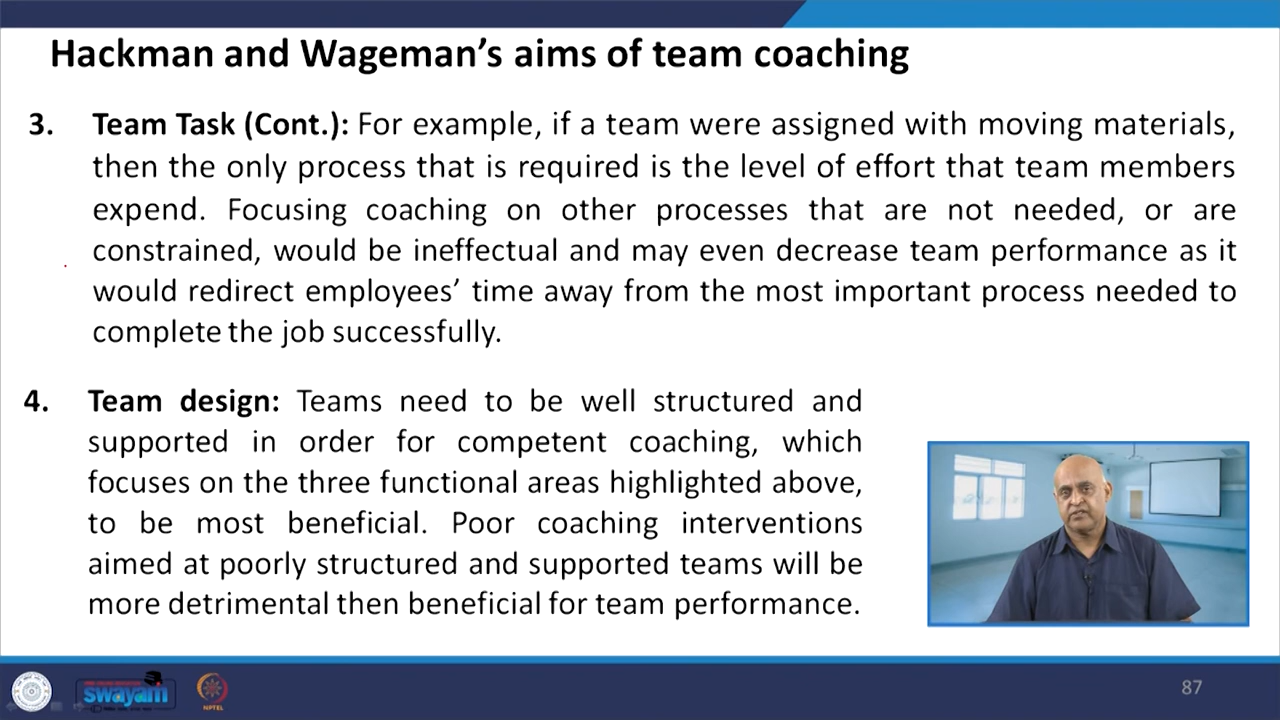 Hackman and Wageman's aims of team coaching
3. Team Task (Cont.): For example, if a team were assigned with moving materials,
then the only process that is required is the level of effort that team members
expend. Focusing coaching on other processes that are not needed, or are
constrained, would be ineffectual and may even decrease team performance as it
would redirect employees' time away from the most important process needed to
complete the job successfully.
4. Team design: Teams need to be well structured and
supported in order for competent coaching, which
focuses on the three functional areas highlighted above,
to be most beneficial. Poor coaching interventions
aimed at poorly structured and supported teams will be
more detrimental then beneficial for team performance.
swayam
NPTEL
87